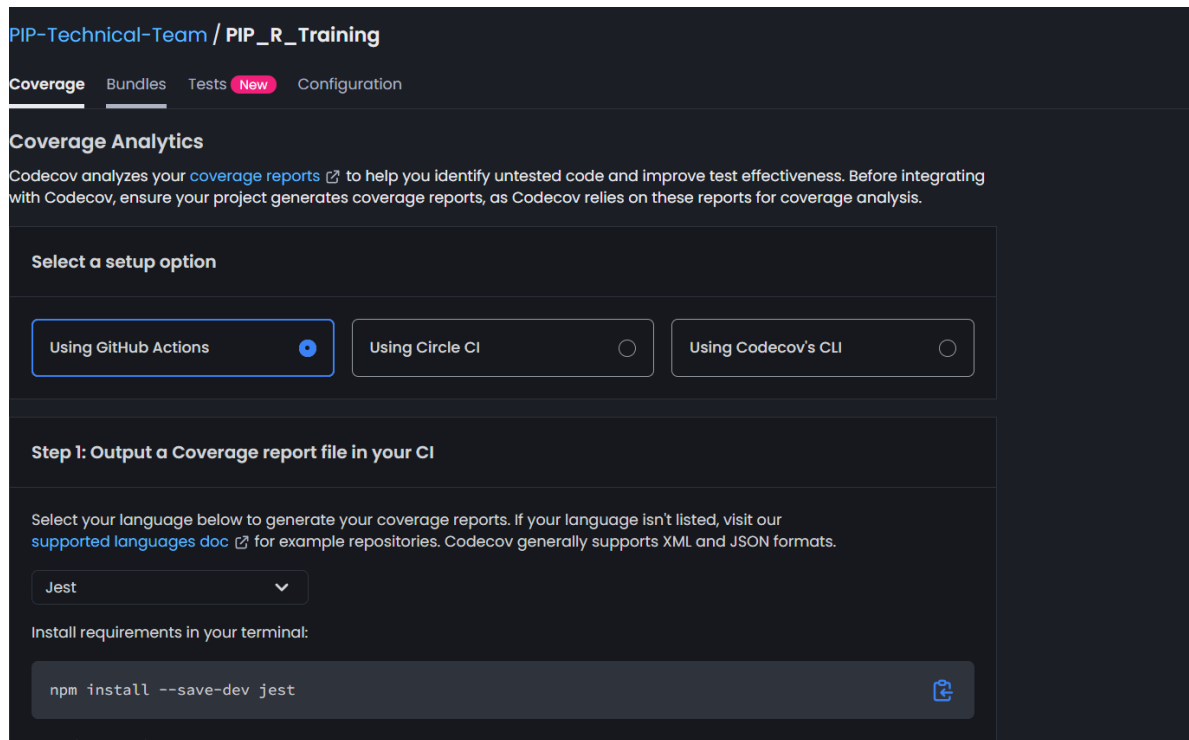 PIP-Technical-Team / PIP_R_Training
Coverage Bundles Tests New Configuration
Coverage Analytics
Codecov analyzes your coverage reports to help you identify untested code and improve test effectiveness. Before integrating
with Codecov, ensure your project generates coverage reports, as Codecov relies on these reports for coverage analysis.
Select a setup option
Using GitHub Actions Using Circle CI Using Codecov's CLI
Step 1: Output a Coverage report file in your CI
Select your language below to generate your coverage reports. If your language isn't listed, visit our
supported languages doc for example repositories. Codecov generally supports XML and JSON formats.
Jest
Install requirements in your terminal:
npm install --save-dev jest